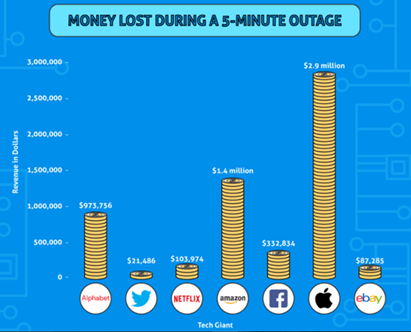 MONEY LOST DURING A 5-MINUTE OUTAGE
3,000,000
2,500,000
2,000,000
1,500,000
1,000,000
500,000
0
Revenue in Dollars
$973,756
$21,486
$103,974
$1.4 million
$332,834
$2.9 million
$87,285
Alphabet
NETFLIX
amazon
f
ebay
Tech Giant